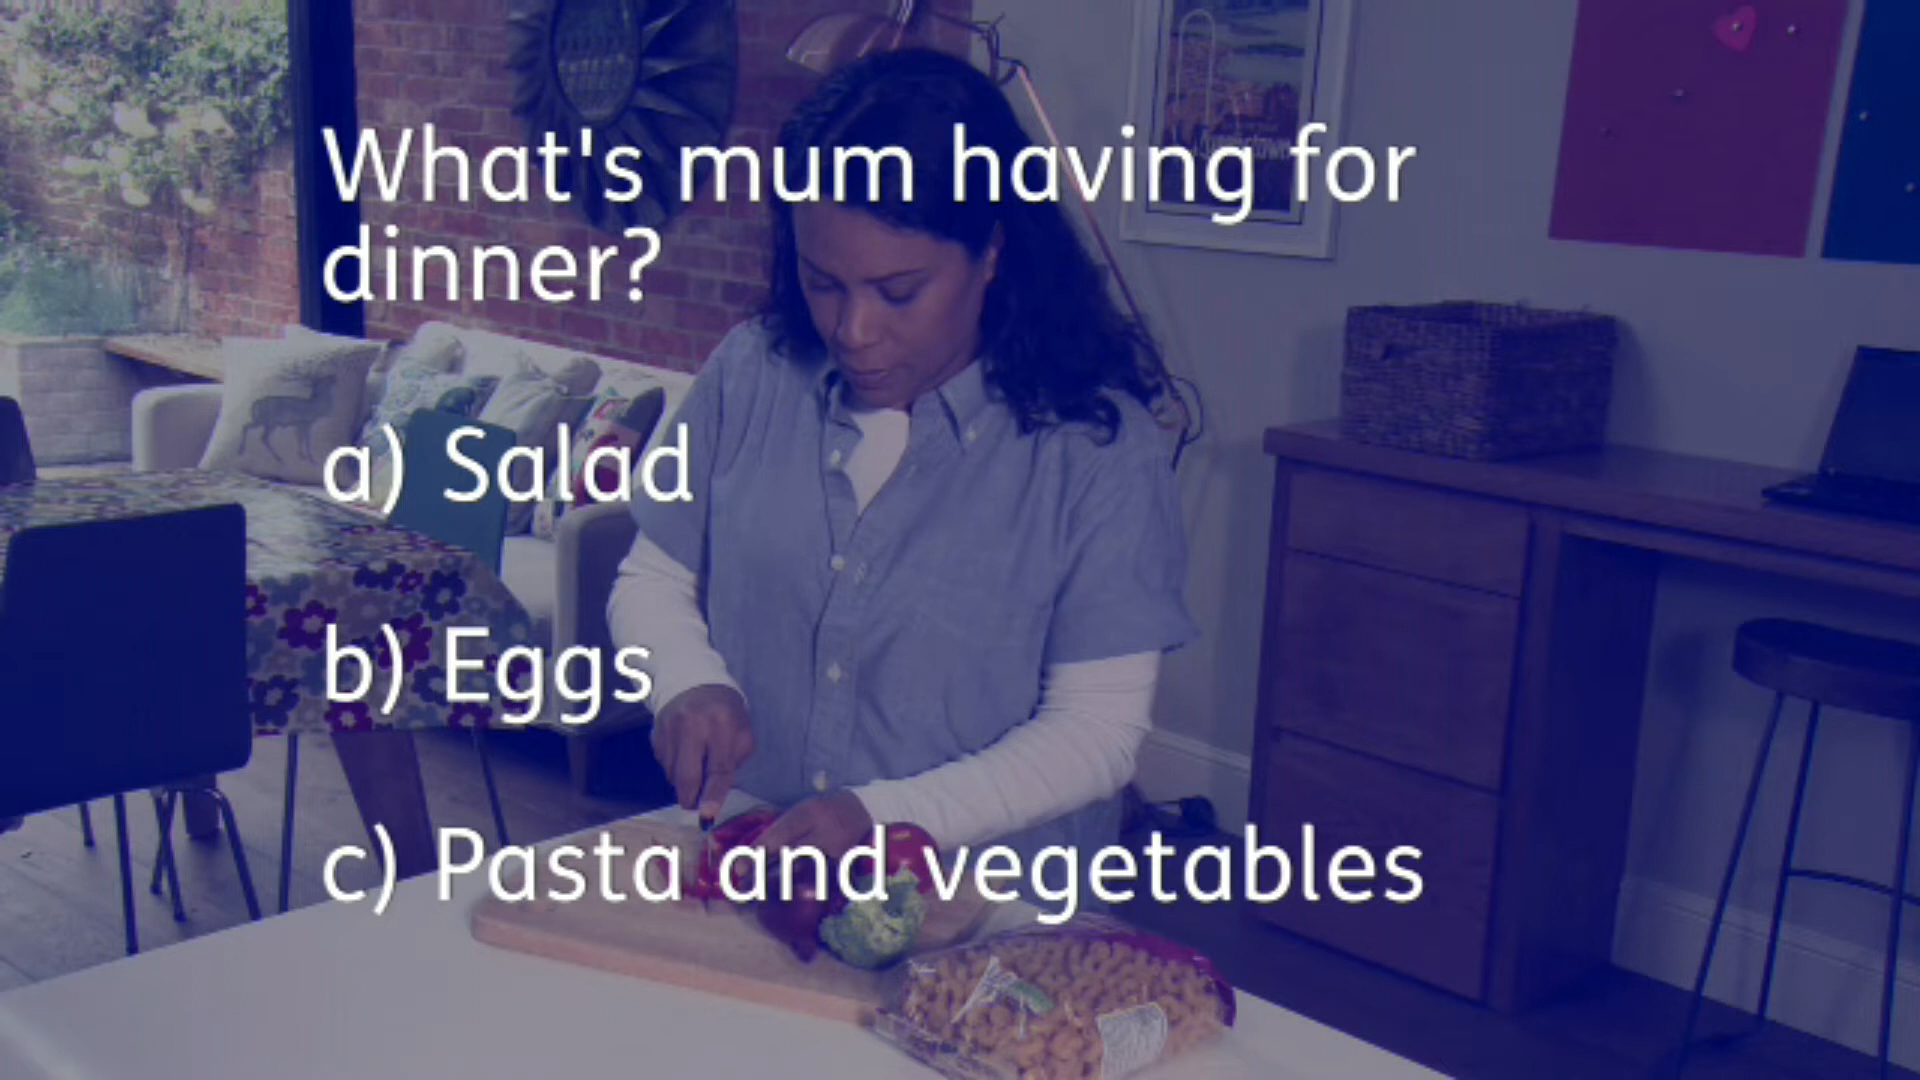 What's mum having for
dinner?
a) Salad
b) Eggs
c) Pasta and vegetables